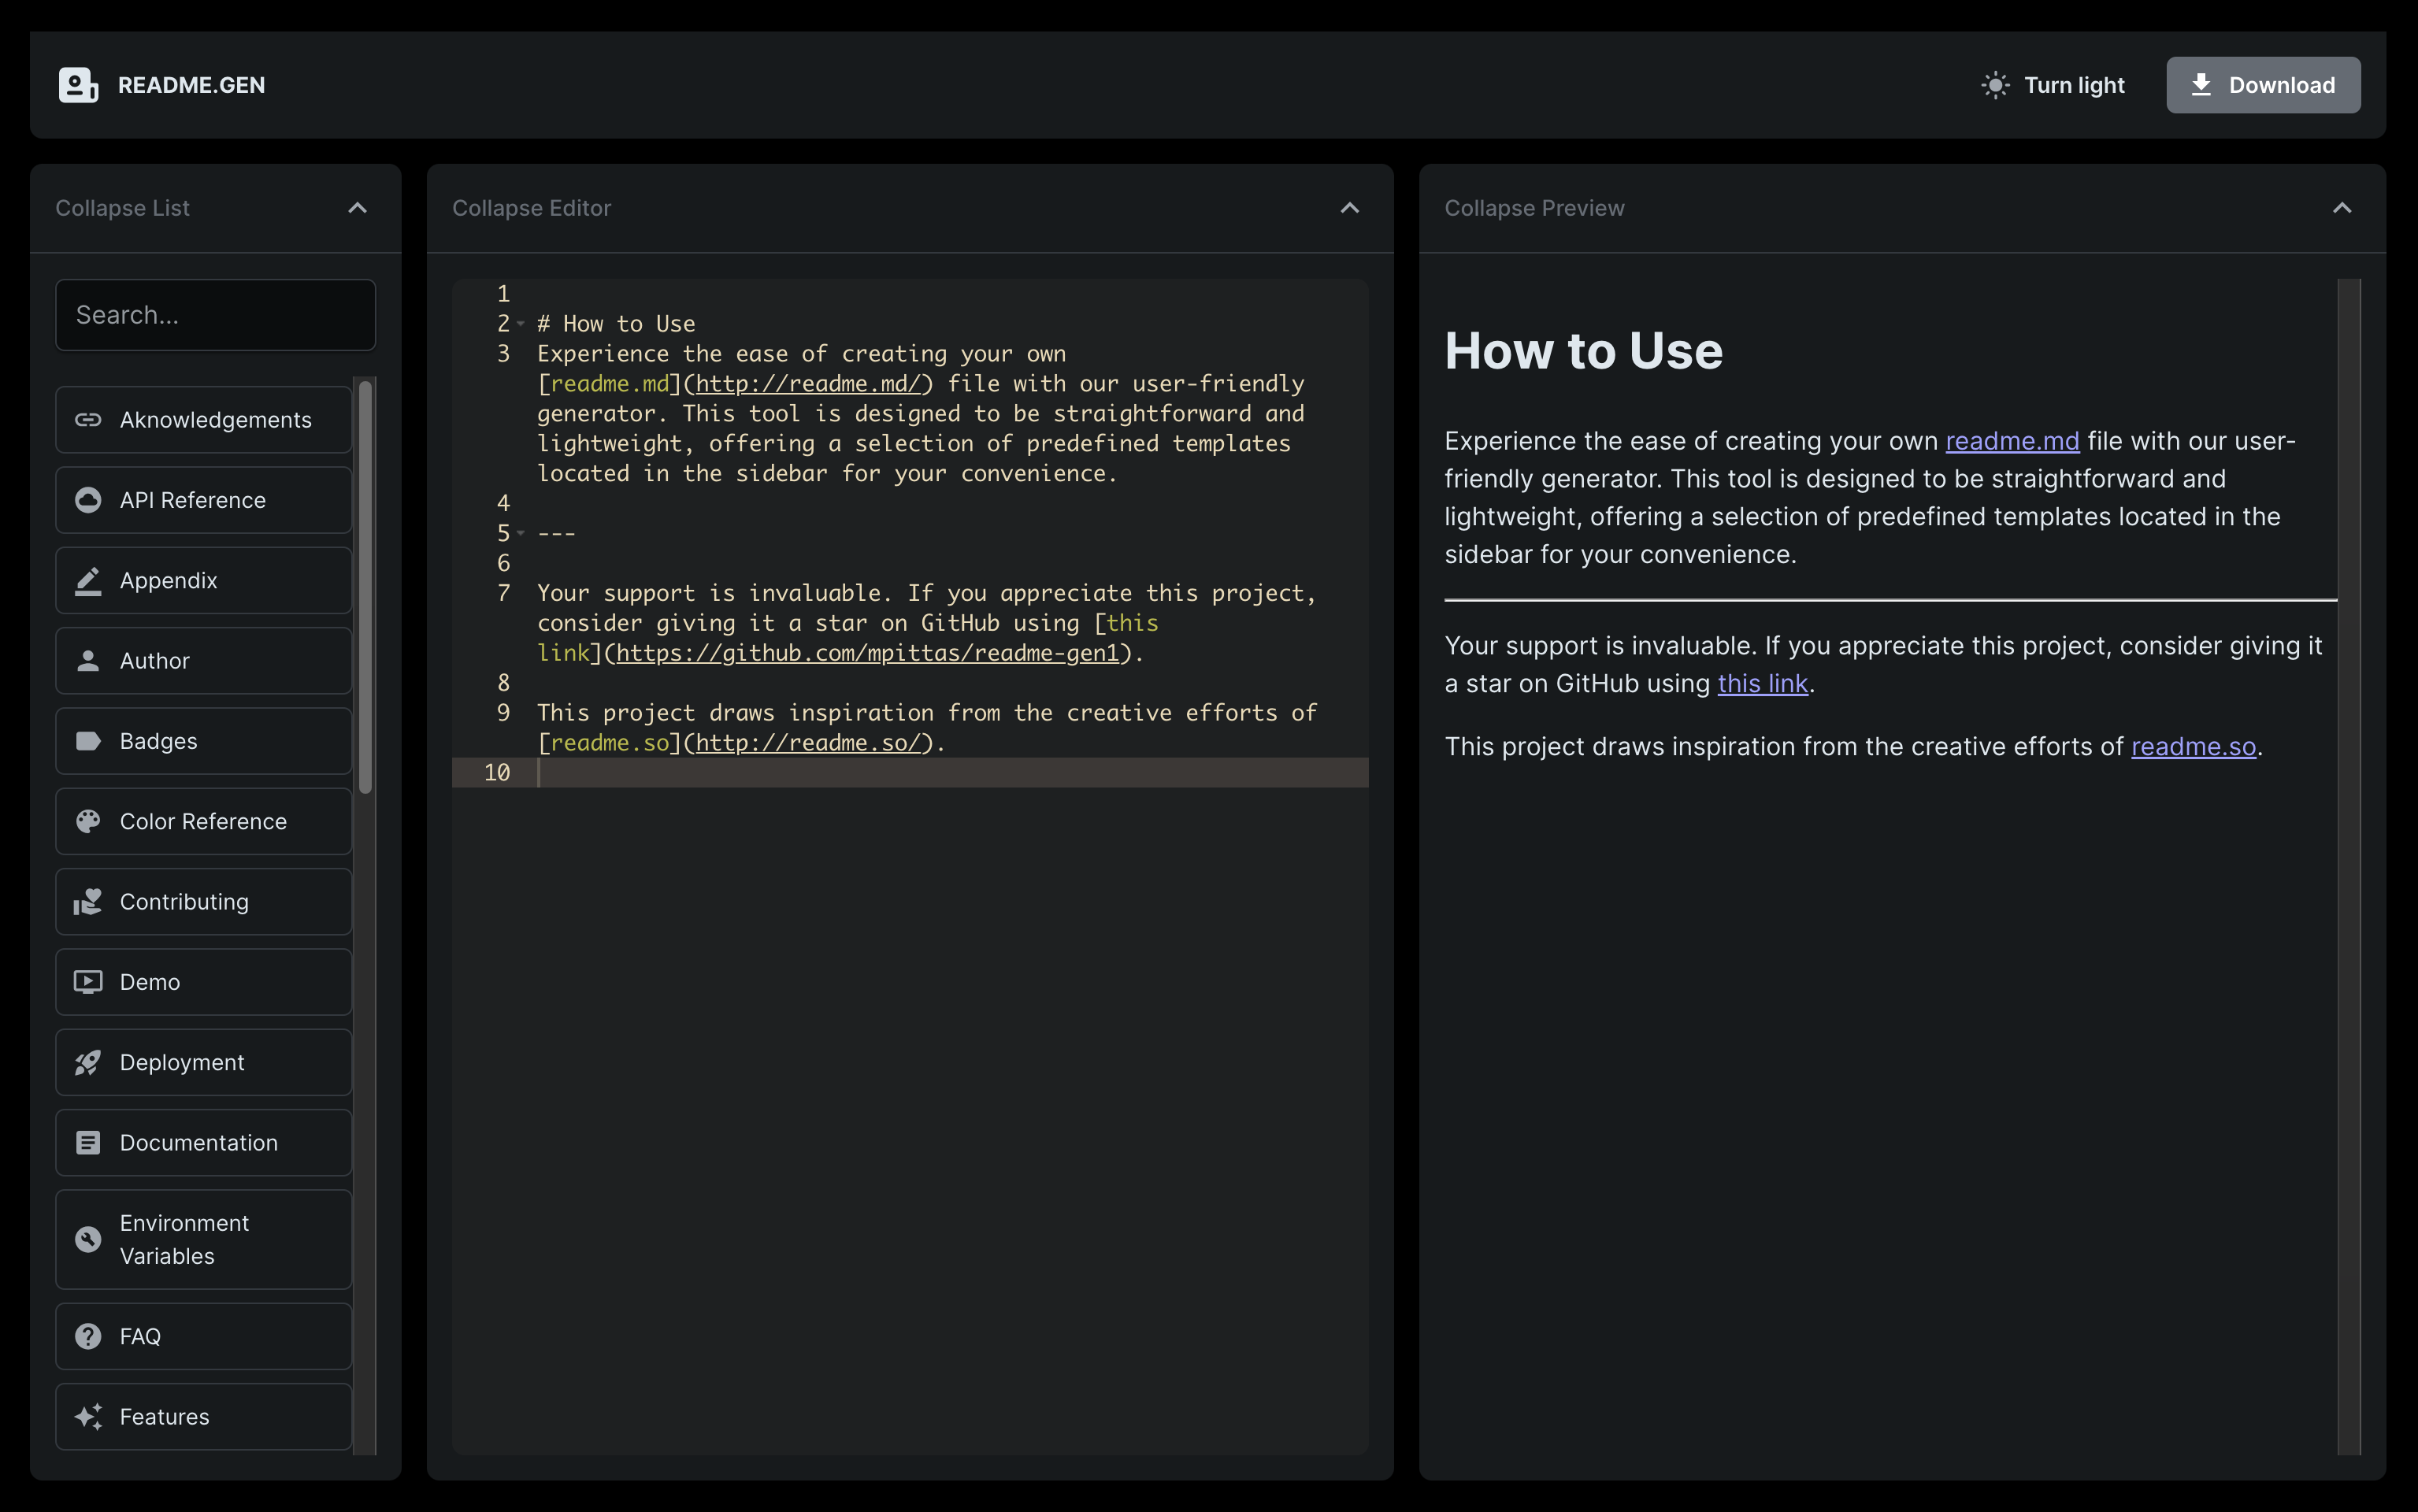 README.GEN
Turn light
Download
Collapse List
Search...
Aknowledgements
API Reference
Appendix
Author
Badges
Color Reference
Contributing
Demo
Deployment
Documentation
Environment
Variables
FAQ
Features
Collapse Editor
1
2 # How to Use
3 Experience the ease of creating your own
[readme.md](http://readme.md/) file with our user-friendly
generator. This tool is designed to be straightforward and
lightweight, offering a selection of predefined templates
located in the sidebar for your convenience.
4
5 ---
6
7 Your support is invaluable. If you appreciate this project,
consider giving it a star on GitHub using [this
link](https://github.com/mpittas/readme-gen1).
8
9 This project draws inspiration from the creative efforts of
[readme.so](http://readme.so/).
10
Collapse Preview
How to Use
Experience the ease of creating your own readme.md file with our user-
friendly generator. This tool is designed to be straightforward and
lightweight, offering a selection of predefined templates located in the
sidebar for your convenience.
Your support is invaluable. If you appreciate this project, consider giving it
a star on GitHub using this link.
This project draws inspiration from the creative efforts of readme.so.